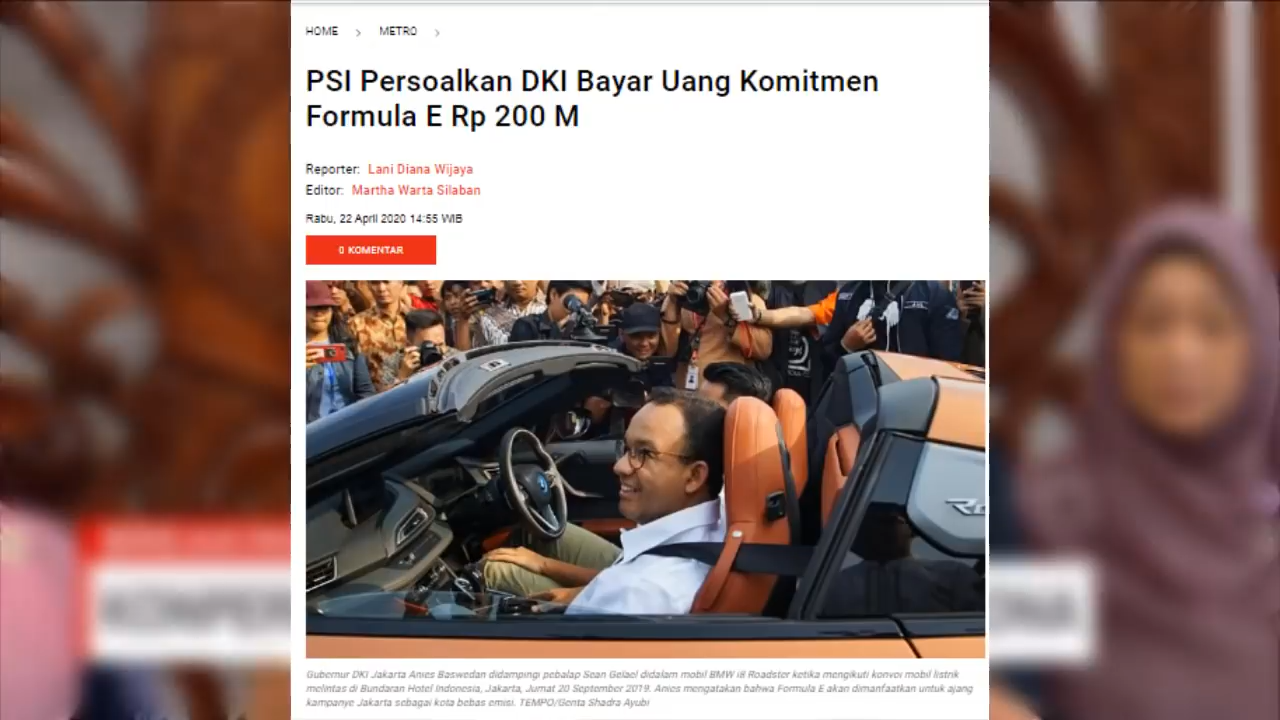 HOME > METRO >
PSI Persoalkan DKI Bayar Uang Komitmen
Formula E Rp 200 M
Reporter: Lani Diana Wijaya
Editor: Martha Warta Silaban
Rabu, 22 April 2020 14:55 WIB
0 KOMENTAR
Gubernur DKI Jakarta Anies Baswedan didampingi pebalap Sean Gelael didalam mobil BMW i8 Roadster ketika mengikuti konvoi mobil listrik
melintas di Bundaran Hotel Indonesia, Jakarta, Jumat 20 September 2019. Anies mengatakan bahwa Formula E akan dimanfaatkan untuk ajang
kampanye Jakarta sebagai kota bebas emisi. TEMPO/Genta Shadra Ayubi